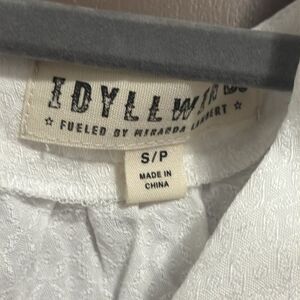 IDYLLWIND
☆ FUELED BY MIRANDA LAMBERT ☆
S/P
MADE IN
CHINA